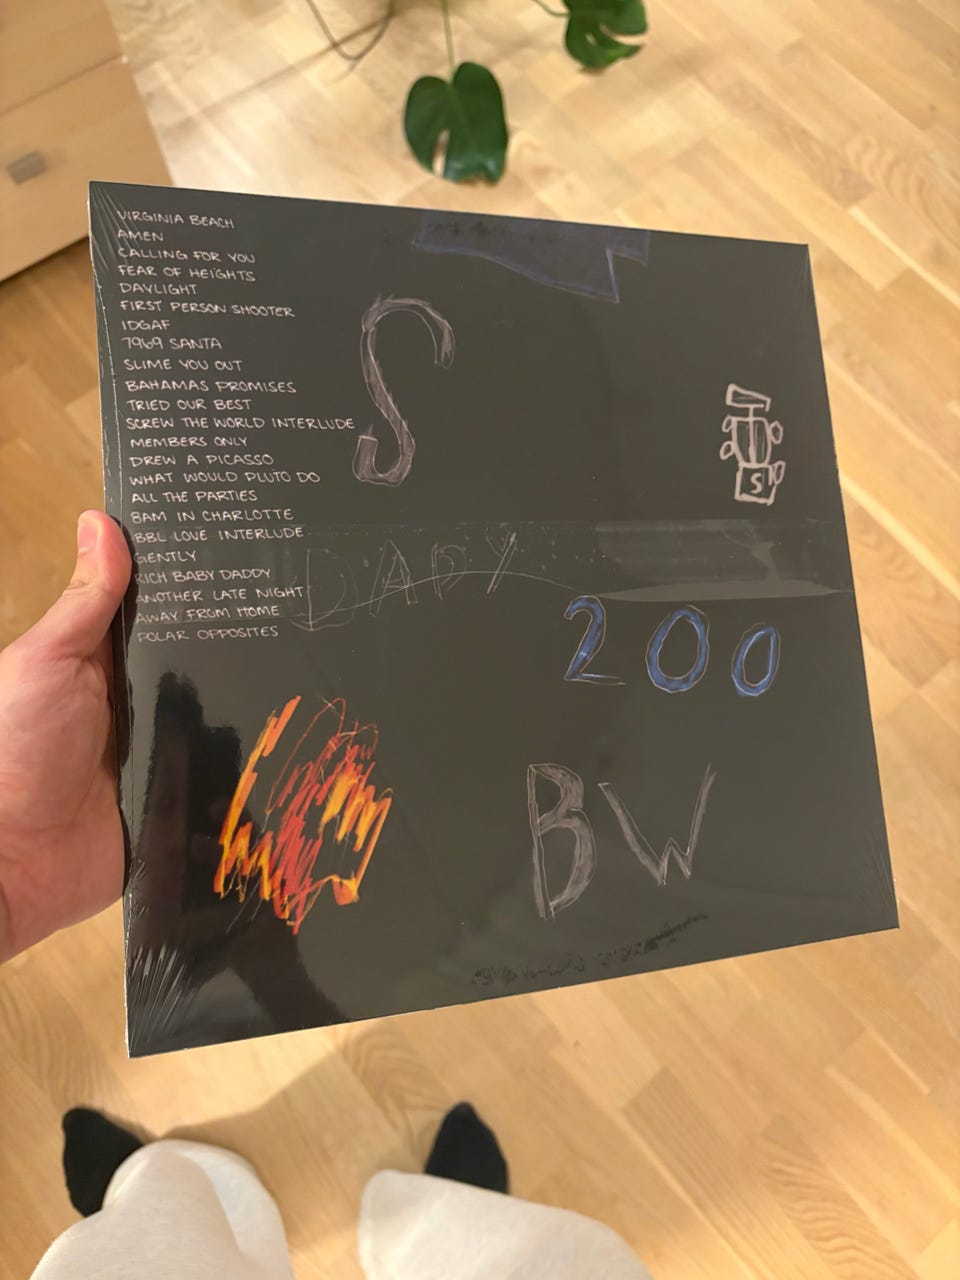 VIRGINIA BEACH
AMEN
CALLING FOR YOU
FEAR OF HEIGHTS
DAYLIGHT
FIRST PERSON SHOOTER
IDGAF
7969 SANTA
SLIME YOU OUT
BAHAMAS PROMISES
TRIED OUR BEST
SCREW THE WORLD INTERLUDE
MEMBERS ONLY
DREW A PICASSO
WHAT WOULD PLUTO DO
ALL THE PARTIES
8AM IN CHARLOTTE
BBL LOVE INTERLUDE
GENTLY
RICH BABY DADDY
ANOTHER LATE NIGHT
AWAY FROM HOME
POLAR OPPOSITES
S
S
DADY
200
BW